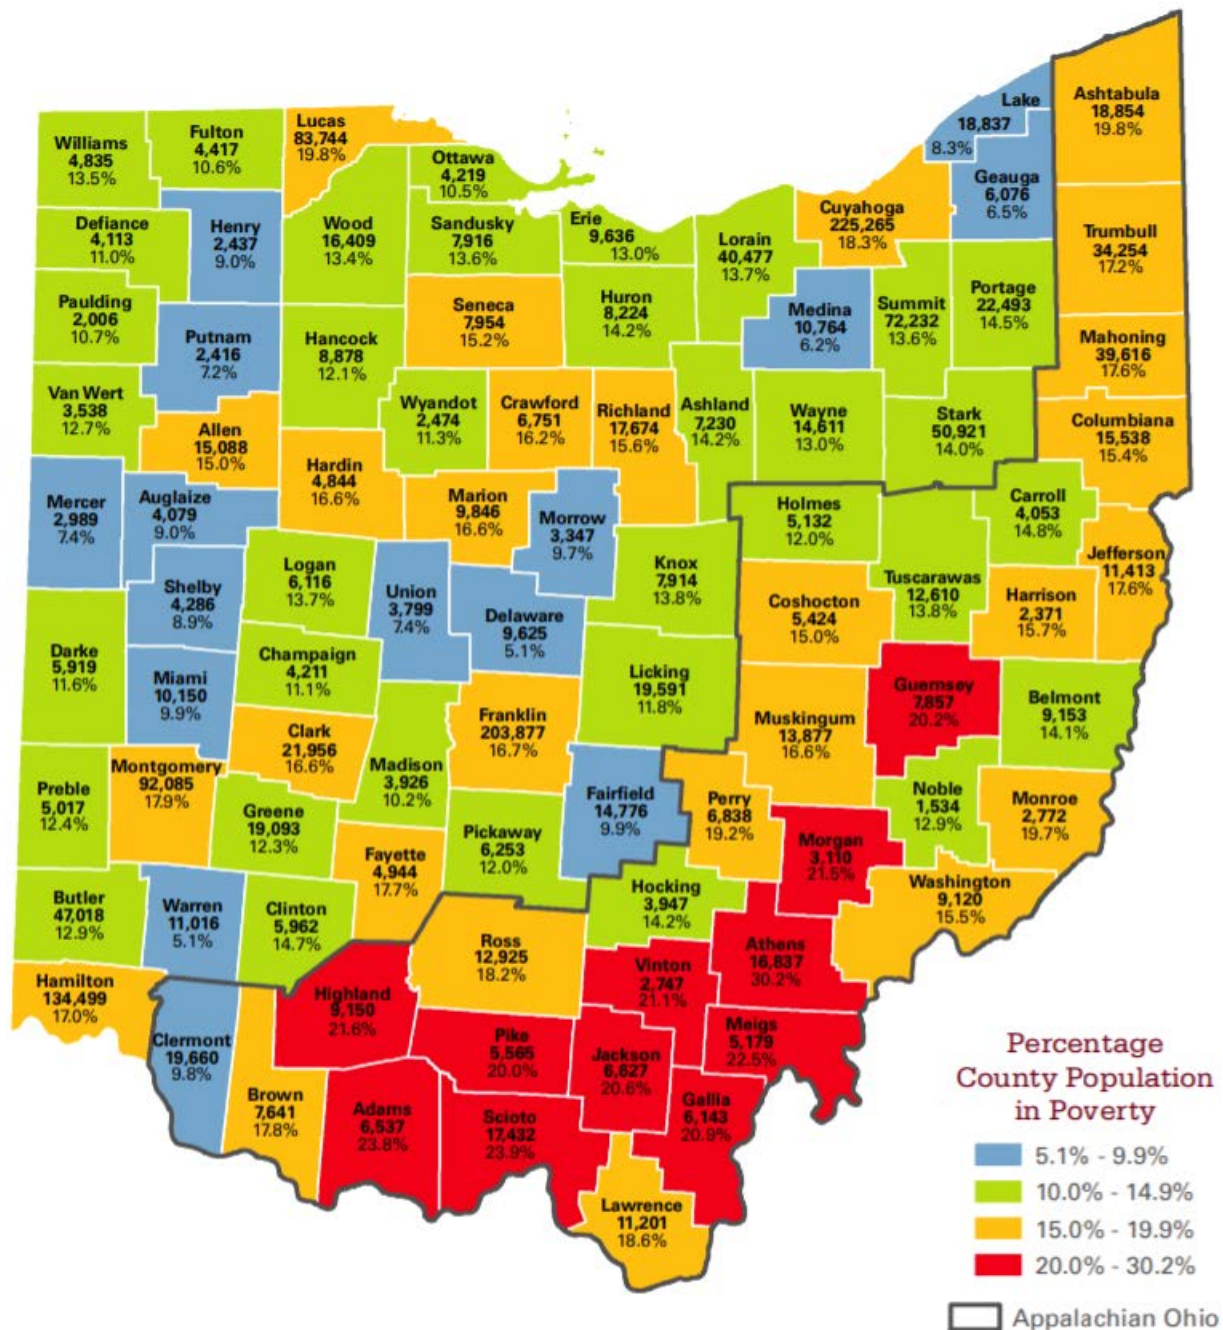 Lake
18,837
8.3%
Ashtabula
18,854
19.8%
Williams
4,835
13.5%
Fulton
4,417
10.6%
Lucas
83,744
19.8%
Ottawa
4,219
10.5%
Geauga
6,076
6.5%
Defiance
4,113
11.0%
Henry
2,437
9.0%
Wood
16,409
13.4%
Sandusky
7,916
13.6%
Erie
9,636
13.0%
Lorain
40,477
13.7%
Cuyahoga
225,265
18.3%
Trumbull
34,254
17.2%
Paulding
2,006
10.7%
Putnam
2,416
7.2%
Hancock
8,878
12.1%
Seneca
7,954
15.2%
Huron
8,224
14.2%
Medina
10,764
6.2%
Summit
72,232
13.6%
Portage
22,493
14.5%
Mahoning
39,616
17.6%
Van Wert
3,538
12.7%
Allen
15,088
15.0%
Wyandot
2,474
11.3%
Crawford
6,751
16.2%
Richland
17,674
15.6%
Ashland
7,230
14.2%
Wayne
14,611
13.0%
Stark
50,921
14.0%
Columbiana
15,538
15.4%
Hardin
4,844
16.6%
Mercer
2,989
7.4%
Auglaize
4,079
9.0%
Marion
9,846
16.6%
Morrow
3,347
9.7%
Holmes
5,132
12.0%
Carroll
4,053
14.8%
Jefferson
11,413
17.6%
Shelby
4,286
8.9%
Logan
6,116
13.7%
Union
3,799
7.4%
Delaware
9,625
5.1%
Knox
7,914
13.8%
Coshocton
5,424
15.0%
Tuscarawas
12,610
13.8%
Harrison
2,371
15.7%
Darke
5,919
11.6%
Miami
10,150
9.9%
Champaign
4,211
11.1%
Licking
19,591
11.8%
Guernsey
7,857
20.2%
Belmont
9,153
14.1%
Clark
21,956
16.6%
Franklin
203,877
16.7%
Muskingum
13,877
16.6%
Preble
5,017
12.4%
Montgomery
92,085
17.9%
Madison
3,926
10.2%
Greene
19,093
12.3%
Fairfield
14,776
9.9%
Perry
6,838
19.2%
Noble
1,534
12.9%
Monroe
2,772
19.7%
Pickaway
6,253
12.0%
Fayette
4,944
17.7%
Morgan
3,110
21.5%
Washington
9,120
15.5%
Butler
47,018
12.9%
Warren
11,016
5.1%
Clinton
5,962
14.7%
Hocking
3,947
14.2%
Ross
12,925
18.2%
Athens
16,837
30.2%
Vinton
2,747
21.1%
Hamilton
134,499
17.0%
Highland
9,150
21.6%
Clermont
19,660
9.8%
Pike
5,565
20.0%
Jackson
6,627
20.6%
Meigs
5,179
22.5%
Brown
7,641
17.8%
Adams
6,537
23.8%
Scioto
17,432
23.9%
Gallia
6,143
20.9%
Lawrence
11,201
18.6%
Percentage
County Population
in Poverty
5.1% - 9.9%
10.0% - 14.9%
15.0% - 19.9%
20.0% - 30.2%
Appalachian Ohio